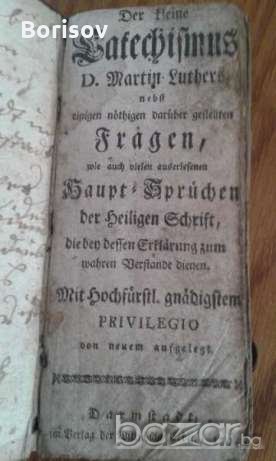 Borisov
Der kleine
Catechismus
D. Martin Luthers,
nebst
einigen nöthigen darüber gestellten
Fragen,
wie auch vielen auserlesenen
Haupt-Sprüchen
der Heiligen Schrift,
die bey dessen Erklärung zum
wahren Verstande dienen.
Mit Hochfürstl. gnädigstem
PRIVILEGIO
von neuem aufgelegt.
Darmstadt,
im Verlag der
bazar.bg